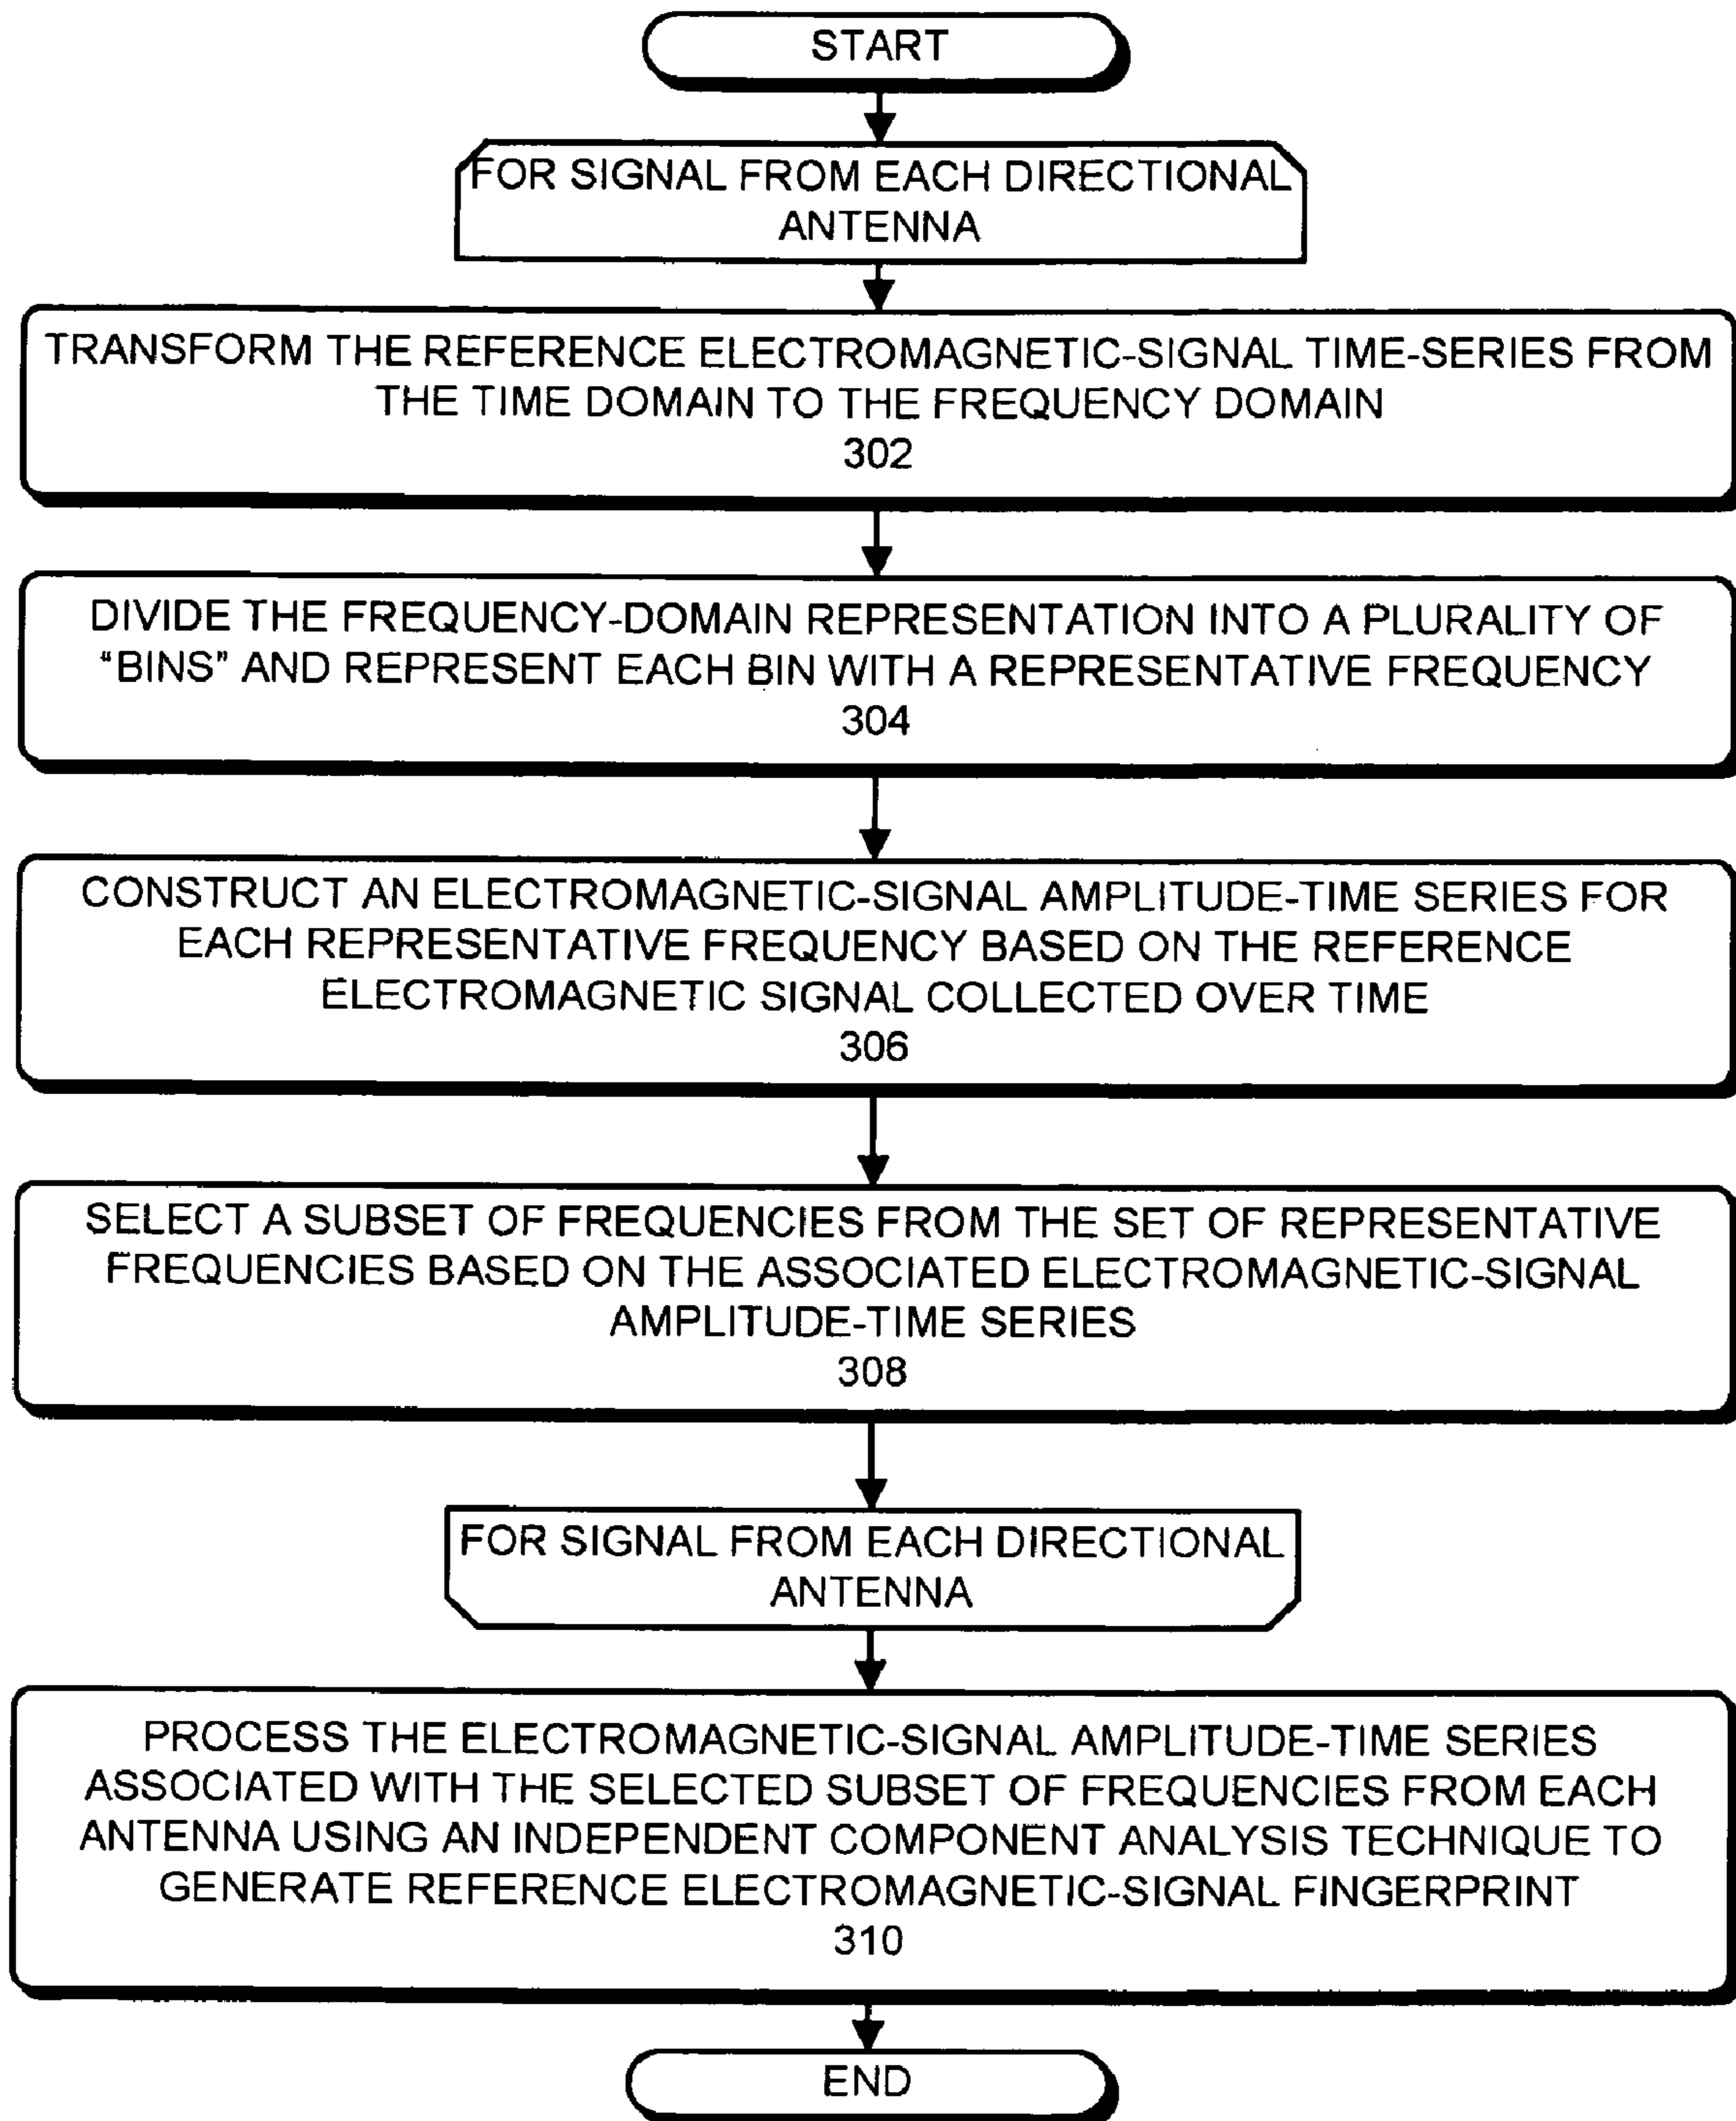 START
FOR SIGNAL FROM EACH DIRECTIONAL
ANTENNA
TRANSFORM THE REFERENCE ELECTROMAGNETIC-SIGNAL TIME-SERIES FROM
THE TIME DOMAIN TO THE FREQUENCY DOMAIN
302
DIVIDE THE FREQUENCY-DOMAIN REPRESENTATION INTO A PLURALITY OF
“BINS” AND REPRESENT EACH BIN WITH A REPRESENTATIVE FREQUENCY
304
CONSTRUCT AN ELECTROMAGNETIC-SIGNAL AMPLITUDE-TIME SERIES FOR
EACH REPRESENTATIVE FREQUENCY BASED ON THE REFERENCE
ELECTROMAGNETIC SIGNAL COLLECTED OVER TIME
306
SELECT A SUBSET OF FREQUENCIES FROM THE SET OF REPRESENTATIVE
FREQUENCIES BASED ON THE ASSOCIATED ELECTROMAGNETIC-SIGNAL
AMPLITUDE-TIME SERIES
308
FOR SIGNAL FROM EACH DIRECTIONAL
ANTENNA
PROCESS THE ELECTROMAGNETIC-SIGNAL AMPLITUDE-TIME SERIES
ASSOCIATED WITH THE SELECTED SUBSET OF FREQUENCIES FROM EACH
ANTENNA USING AN INDEPENDENT COMPONENT ANALYSIS TECHNIQUE TO
GENERATE REFERENCE ELECTROMAGNETIC-SIGNAL FINGERPRINT
310
END